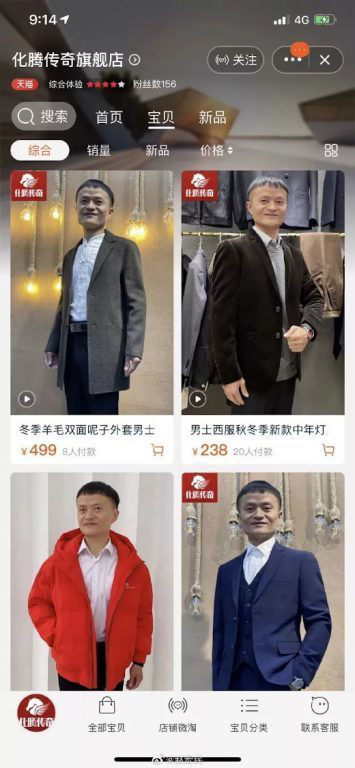 9:14
4G
化腾传奇旗舰店
关注
天猫 综合体验 粉丝数156
搜索 首页 宝贝 新品
综合 销量 新品 价格
化腾传奇
化腾传奇
冬季羊毛双面呢子外套男士
男士西服秋冬季新款中年灯
¥499 8人付款
¥238 20人付款
化腾传奇
化腾传奇
全部宝贝 店铺微淘 宝贝分类 联系客服